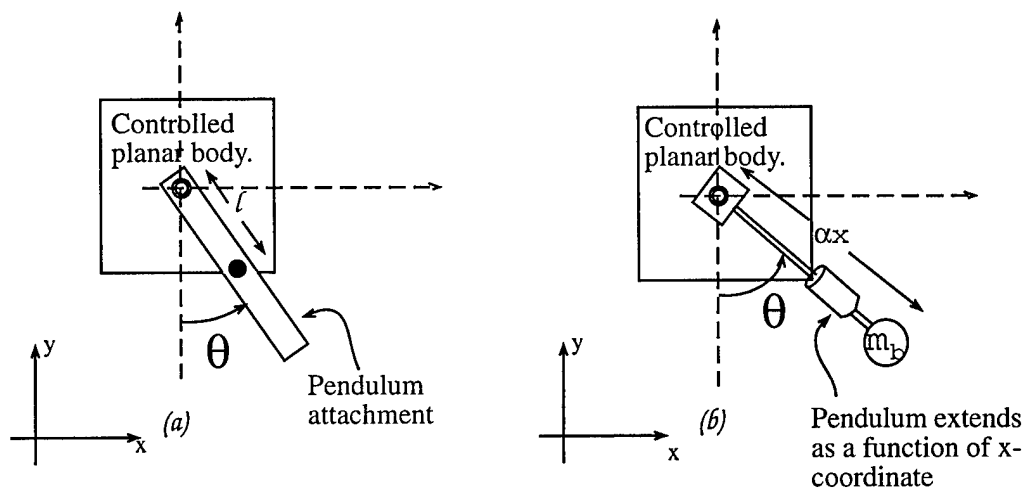 Controlled
planar body.
l
θ
Pendulum
attachment
y
x
(a)
Controlled
planar body.
αx
θ
m_b
Pendulum extends
as a function of x-
coordinate
y
x
(b)